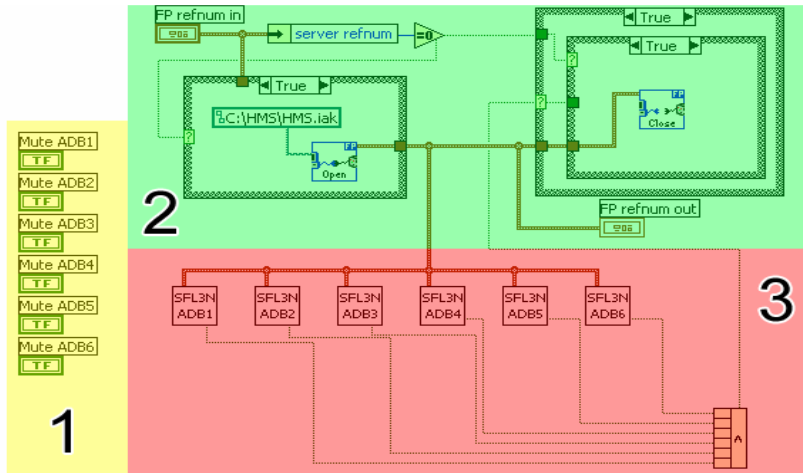 FP refnum in
server refnum
=0
True
True
True
?
?
?
C:\HMS\HMS.iak
FP
Open
FP
Close
FP refnum out
2
Mute ADB1
TF
Mute ADB2
TF
Mute ADB3
TF
Mute ADB4
TF
Mute ADB5
TF
Mute ADB6
TF
1
SFL3N
ADB1
SFL3N
ADB2
SFL3N
ADB3
SFL3N
ADB4
SFL3N
ADB5
SFL3N
ADB6
3
A